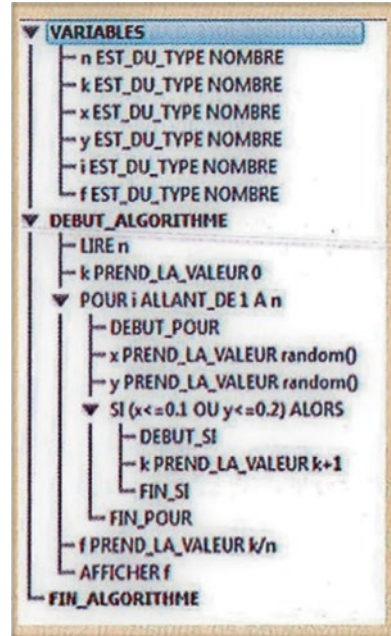 VARIABLES
n EST_DU_TYPE NOMBRE
k EST_DU_TYPE NOMBRE
x EST_DU_TYPE NOMBRE
y EST_DU_TYPE NOMBRE
i EST_DU_TYPE NOMBRE
f EST_DU_TYPE NOMBRE
DEBUT_ALGORITHME
LIRE n
k PREND_LA_VALEUR 0
POUR i ALLANT_DE 1 A n
DEBUT_POUR
x PREND_LA_VALEUR random()
y PREND_LA_VALEUR random()
SI (x<=0.1 OU y<=0.2) ALORS
DEBUT_SI
k PREND_LA_VALEUR k+1
FIN_SI
FIN_POUR
f PREND_LA_VALEUR k/n
AFFICHER f
FIN_ALGORITHME